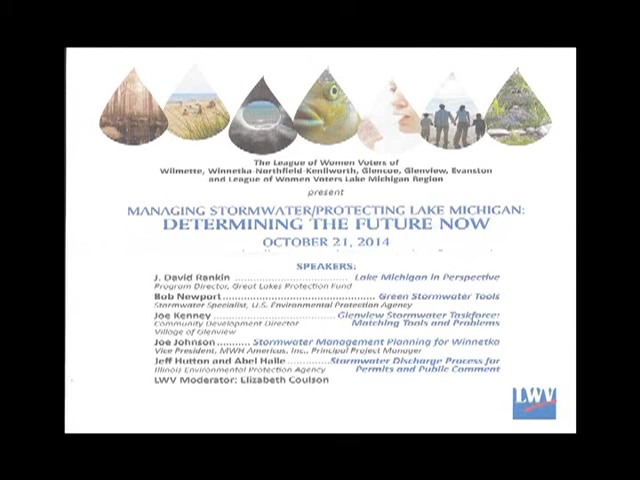 The League of Women Voters of
Wilmette, Winnetka-Northfield-Kenilworth, Glencoe, Glenview, Evanston
and League of Women Voters Lake Michigan Region
present
MANAGING STORMWATER/PROTECTING LAKE MICHIGAN:
DETERMINING THE FUTURE NOW
OCTOBER 21, 2014
SPEAKERS:
J. David Rankin ........................... Lake Michigan in Perspective
Program Director, Great Lakes Protection Fund
Bob Newport ....................................... Green Stormwater Tools
Stormwater Specialist, U.S. Environmental Protection Agency
Joe Kenney ............................. Glenview Stormwater Taskforce:
Community Development Director Matching Tools and Problems
Village of Glenview
Joe Johnson ......... Stormwater Management Planning for Winnetka
Vice President, MWH Americas, Inc., Principal Project Manager
Jeff Hutton and Abel Haile ............ Stormwater Discharge Process for
Illinois Environmental Protection Agency Permits and Public Comment
LWV Moderator: Elizabeth Coulson
LWV